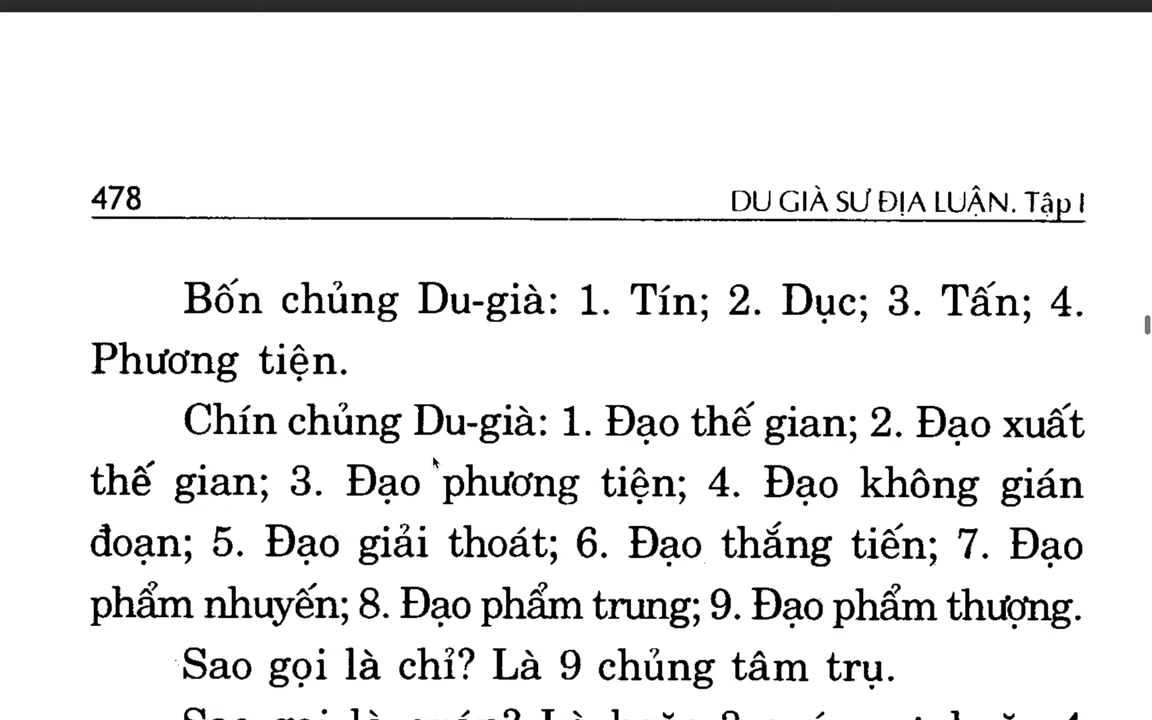 478
DU GIÀ SƯ ĐỊA LUẬN. Tập I
Bốn chủng Du-già: 1. Tín; 2. Dục; 3. Tấn; 4.
Phương tiện.
Chín chủng Du-già: 1. Đạo thế gian; 2. Đạo xuất
thế gian; 3. Đạo phương tiện; 4. Đạo không gián
đoạn; 5. Đạo giải thoát; 6. Đạo thắng tiến; 7. Đạo
phẩm nhuyến; 8. Đạo phẩm trung; 9. Đạo phẩm thượng.
Sao gọi là chỉ? Là 9 chủng tâm trụ.